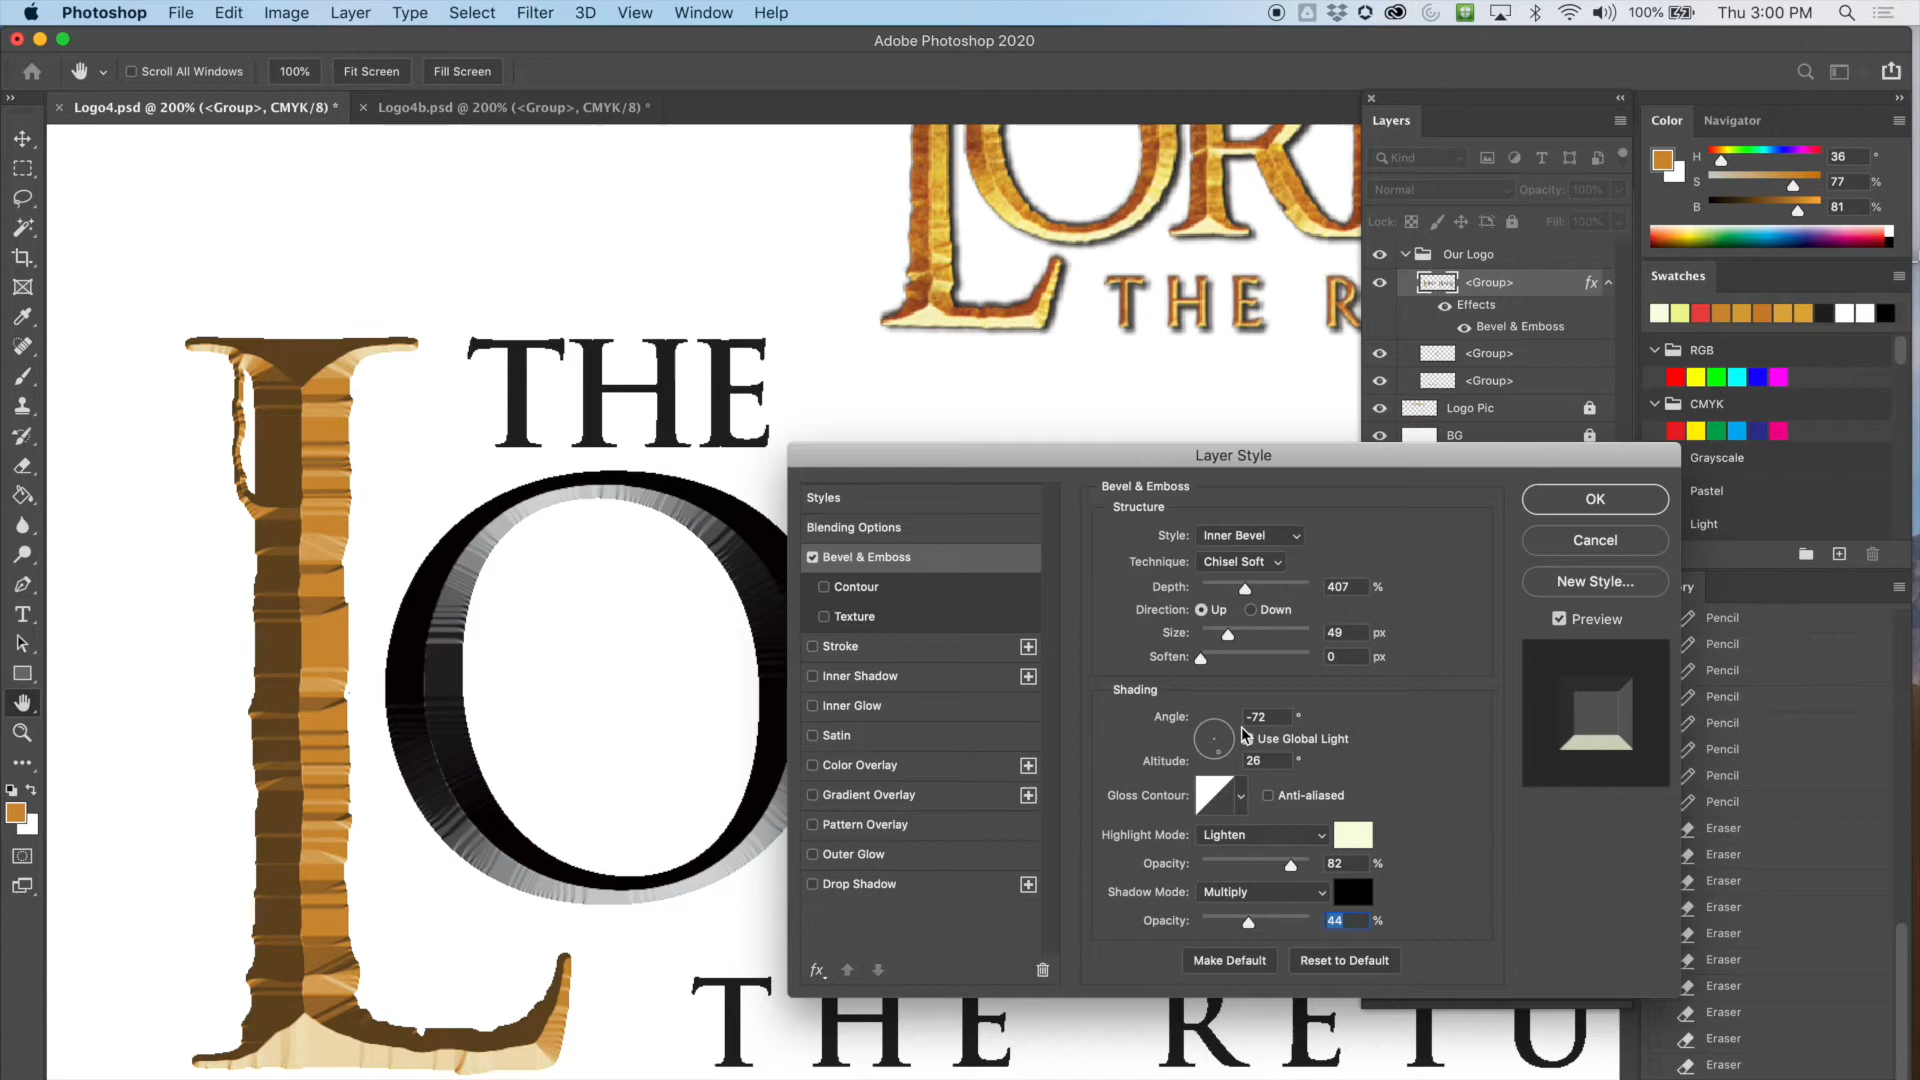 Photoshop File Edit Image Layer Type Select Filter 3D View Window Help 100% Thu 3:00 PM
Adobe Photoshop 2020
Scroll All Windows 100% Fit Screen Fill Screen
Logo4.psd @ 200% (<Group>, CMYK/8) * Logo4b.psd @ 200% (<Group>, CMYK/8) *
Layers
Kind
Normal Opacity: 100%
Lock: Fill: 100%
Our Logo
<Group> fx
Effects
Bevel & Emboss
<Group>
<Group>
Logo Pic
BG
Color Navigator
H 36 °
S 77 %
B 81 %
Swatches
RGB
CMYK
Grayscale
Pastel
Light
LOR
THE R
THE
LO
THE RETU
Layer Style
Styles
Blending Options
Bevel & Emboss
Contour
Texture
Stroke
Inner Shadow
Inner Glow
Satin
Color Overlay
Gradient Overlay
Pattern Overlay
Outer Glow
Drop Shadow
fx
Bevel & Emboss
Structure
Style: Inner Bevel
Technique: Chisel Soft
Depth: 407 %
Direction: Up Down
Size: 49 px
Soften: 0 px
Shading
Angle: -72 °
Use Global Light
Altitude: 26 °
Gloss Contour: Anti-aliased
Highlight Mode: Lighten
Opacity: 82 %
Shadow Mode: Multiply
Opacity: 44 %
Make Default Reset to Default
OK
Cancel
New Style...
Preview
ry
Pencil
Pencil
Pencil
Pencil
Pencil
Pencil
Pencil
Pencil
Eraser
Eraser
Eraser
Eraser
Eraser
Eraser
Eraser
Eraser
Eraser
Eraser